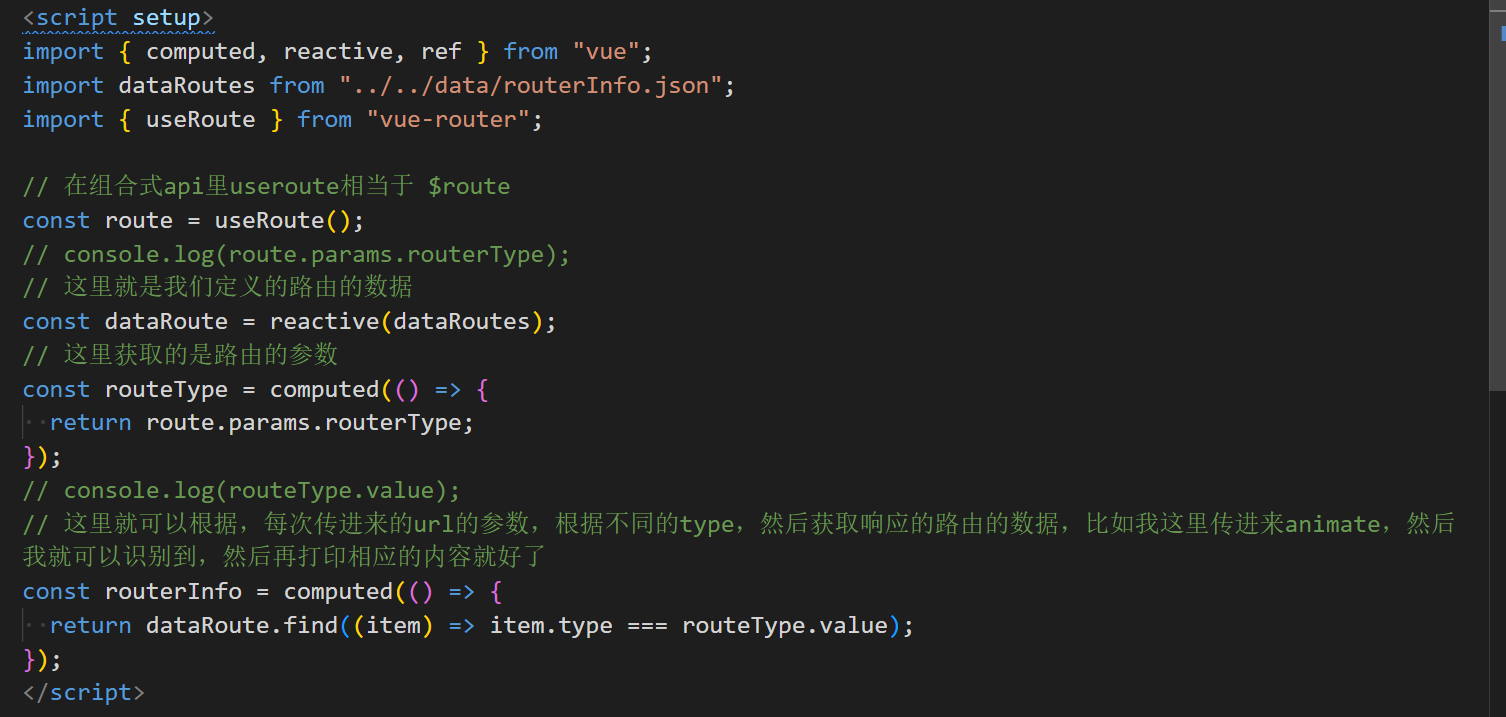 <script setup>
import { computed, reactive, ref } from "vue";
import dataRoutes from "../../data/routerInfo.json";
import { useRoute } from "vue-router";
// 在组合式api里useroute相当于 $route
const route = useRoute();
// console.log(route.params.routerType);
// 这里就是我们定义的路由的数据
const dataRoute = reactive(dataRoutes);
// 这里获取的是路由的参数
const routeType = computed(() => {
  return route.params.routerType;
});
// console.log(routeType.value);
// 这里就可以根据，每次传进来的url的参数，根据不同的type，然后获取响应的路由的数据，比如我这里传进来animate，然后
我就可以识别到，然后再打印相应的内容就好了
const routerInfo = computed(() => {
  return dataRoute.find((item) => item.type === routeType.value);
});
</script>